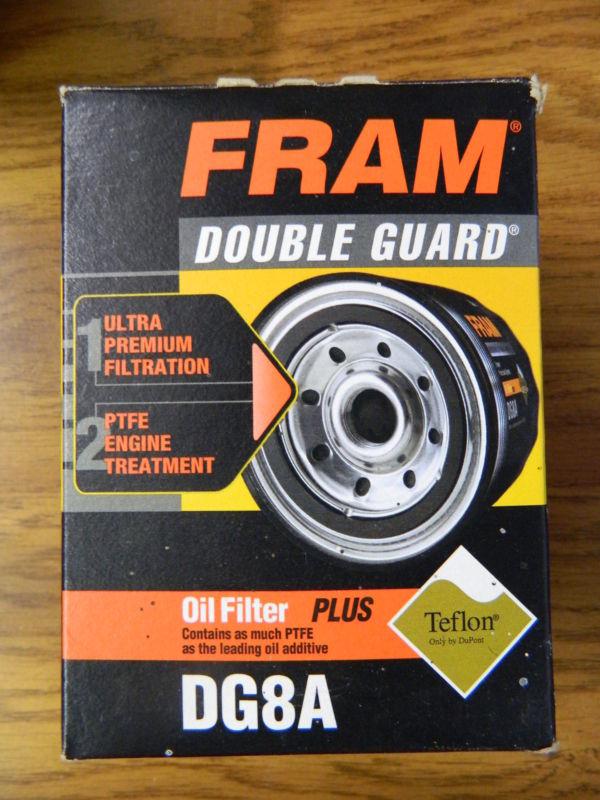 FRAM®
DOUBLE GUARD®
1 ULTRA
PREMIUM
FILTRATION
2 PTFE
ENGINE
TREATMENT
FRAM
DG8A
Oil Filter PLUS
Contains as much PTFE
as the leading oil additive
Teflon®
Only by DuPont
DG8A